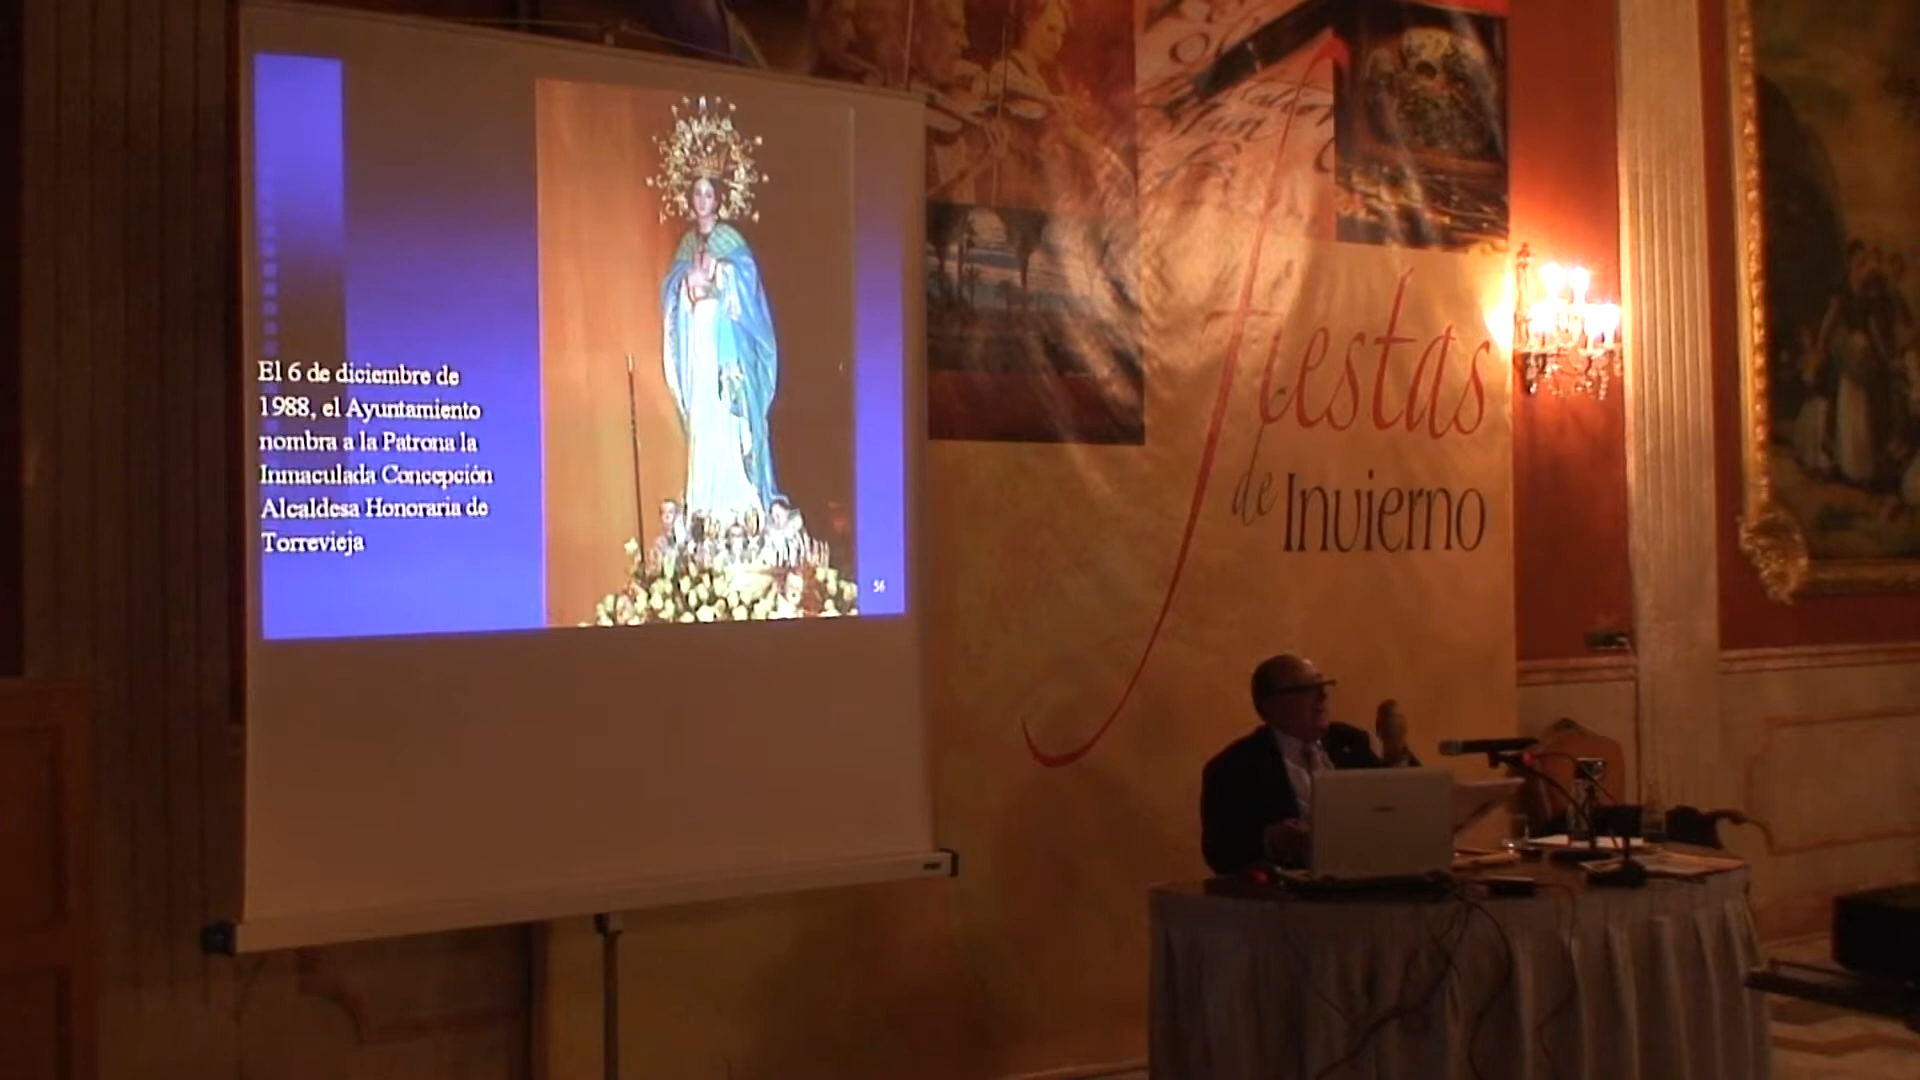 El 6 de diciembre de
1988, el Ayuntamiento
nombra a la Patrona la
Inmaculada Concepción
Alcaldesa Honoraria de
Torrevieja
56
fiestas
de Invierno